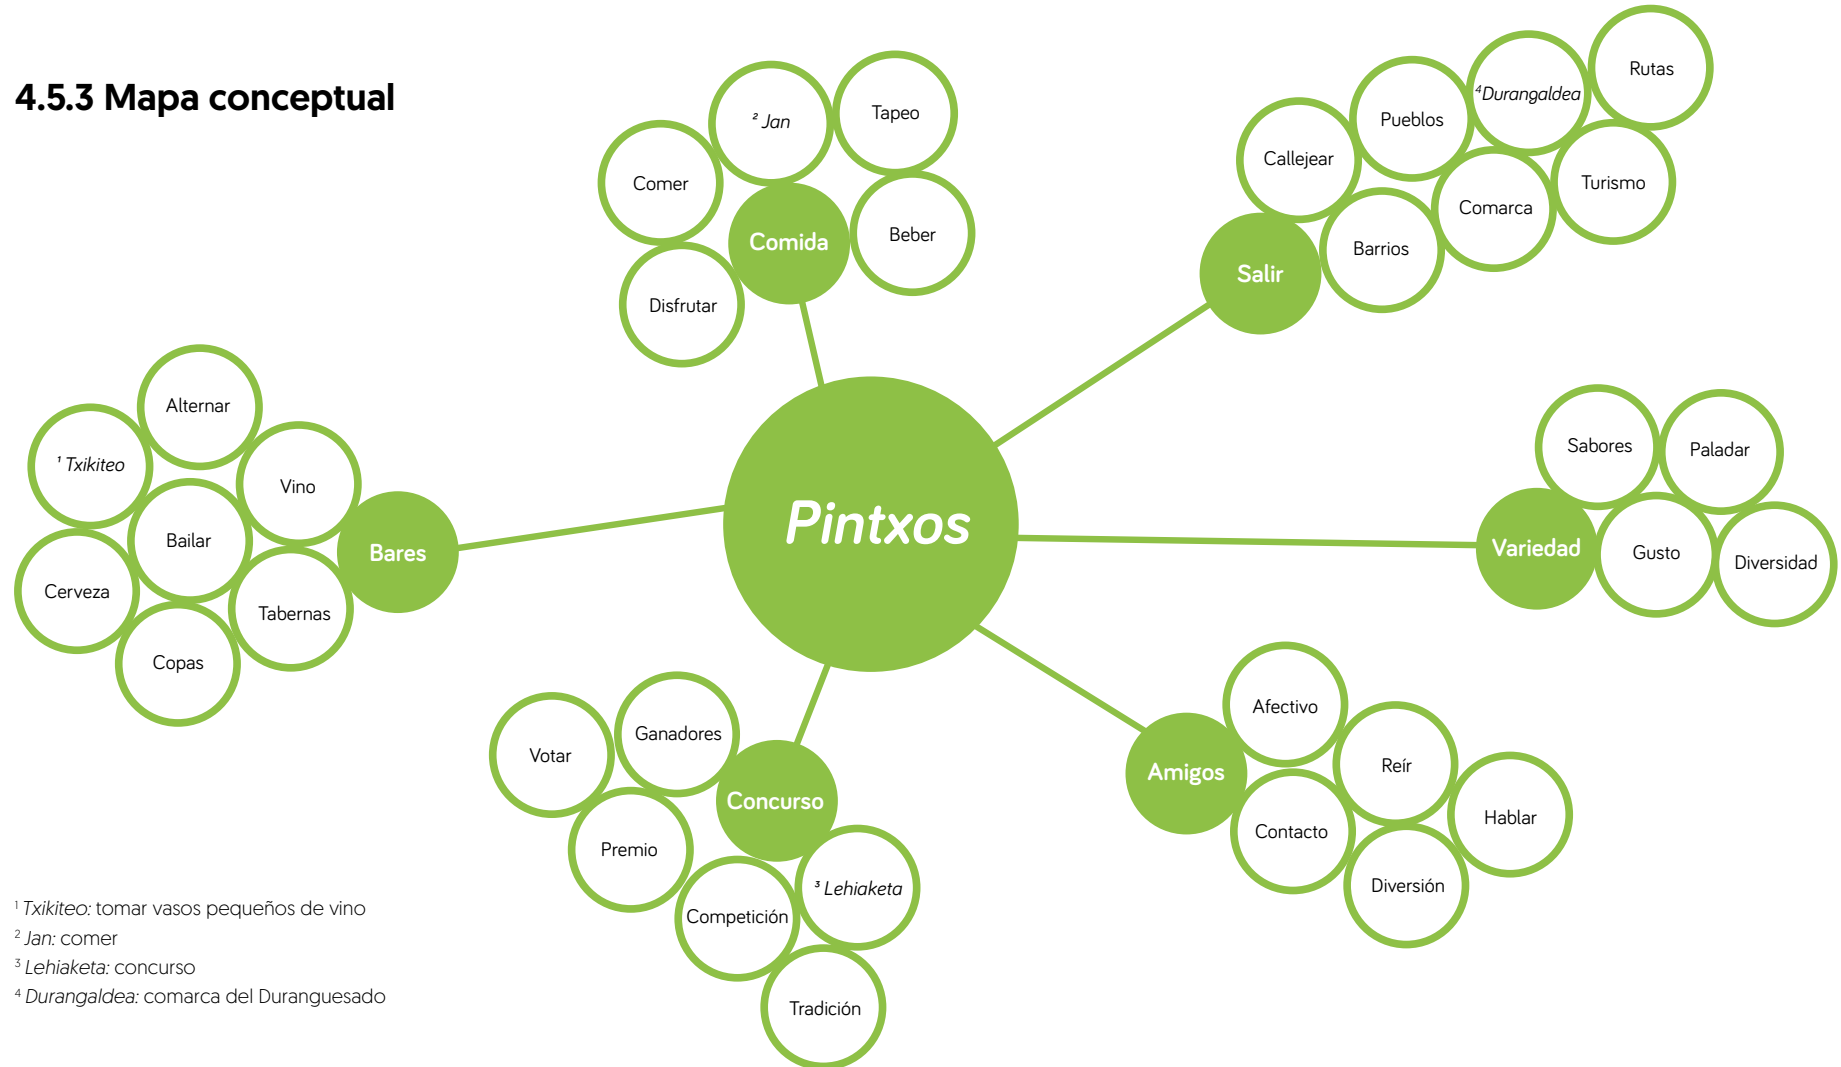 4.5.3 Mapa conceptual
² Jan
Tapeo
Comer
Beber
Comida
Disfrutar
Rutas
⁴Durangaldea
Pueblos
Callejear
Turismo
Comarca
Barrios
Salir
Alternar
¹ Txikiteo
Vino
Bailar
Bares
Cerveza
Tabernas
Copas
Pintxos
Sabores
Paladar
Variedad
Gusto
Diversidad
Ganadores
Votar
Concurso
Premio
³ Lehiaketa
Competición
Tradición
Afectivo
Reír
Amigos
Hablar
Contacto
Diversión
¹ Txikiteo: tomar vasos pequeños de vino
² Jan: comer
³ Lehiaketa: concurso
⁴ Durangaldea: comarca del Duranguesado